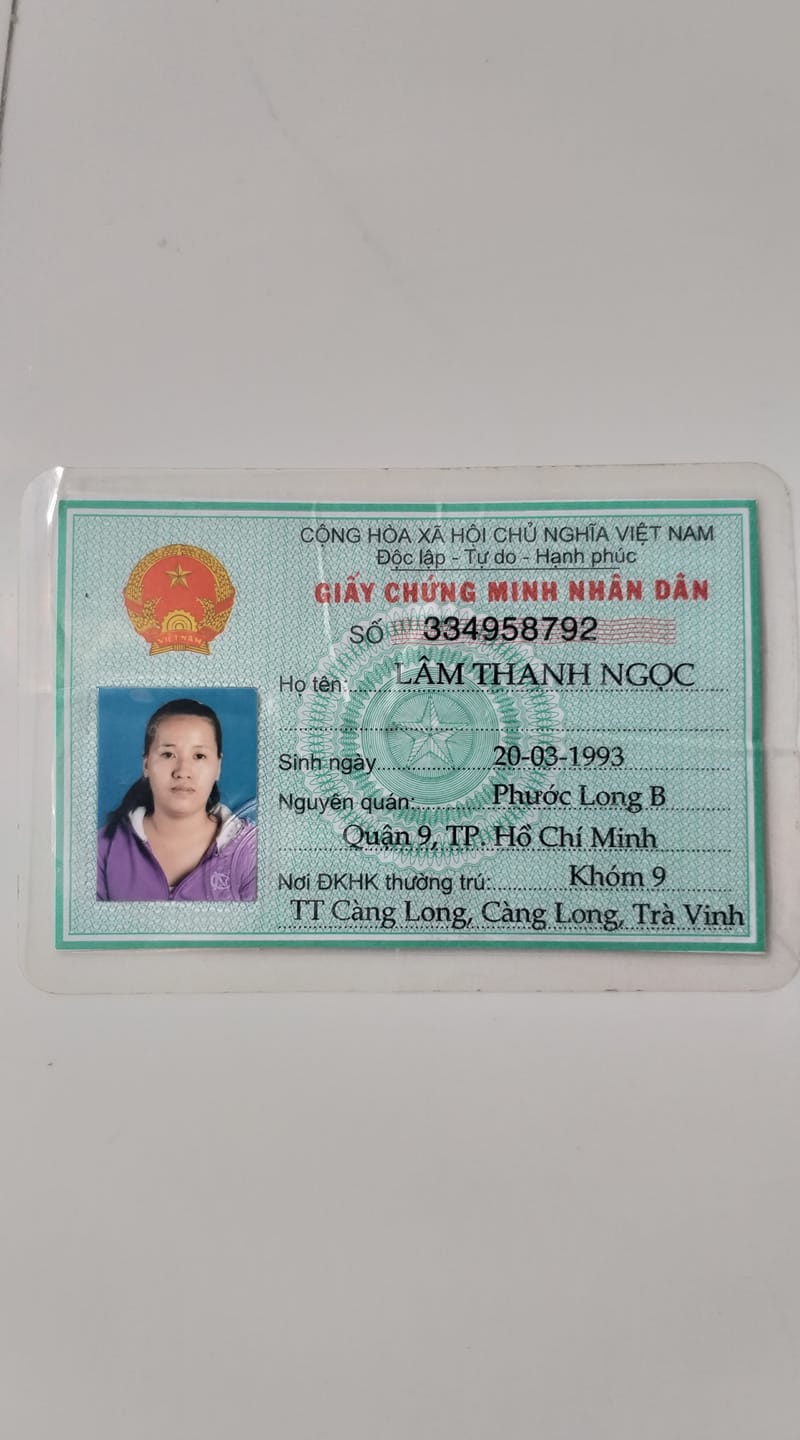 CỘNG HÒA XÃ HỘI CHỦ NGHĨA VIỆT NAM
Độc lập - Tự do - Hạnh phúc
GIẤY CHỨNG MINH NHÂN DÂN
SỐ 334958792
Họ tên: LÂM THANH NGỌC
Sinh ngày 20-03-1993
Nguyên quán: Phước Long B
Quận 9, TP. Hồ Chí Minh
Nơi ĐKHK thường trú: Khóm 9
TT Càng Long, Càng Long, Trà Vinh
VIỆT NAM